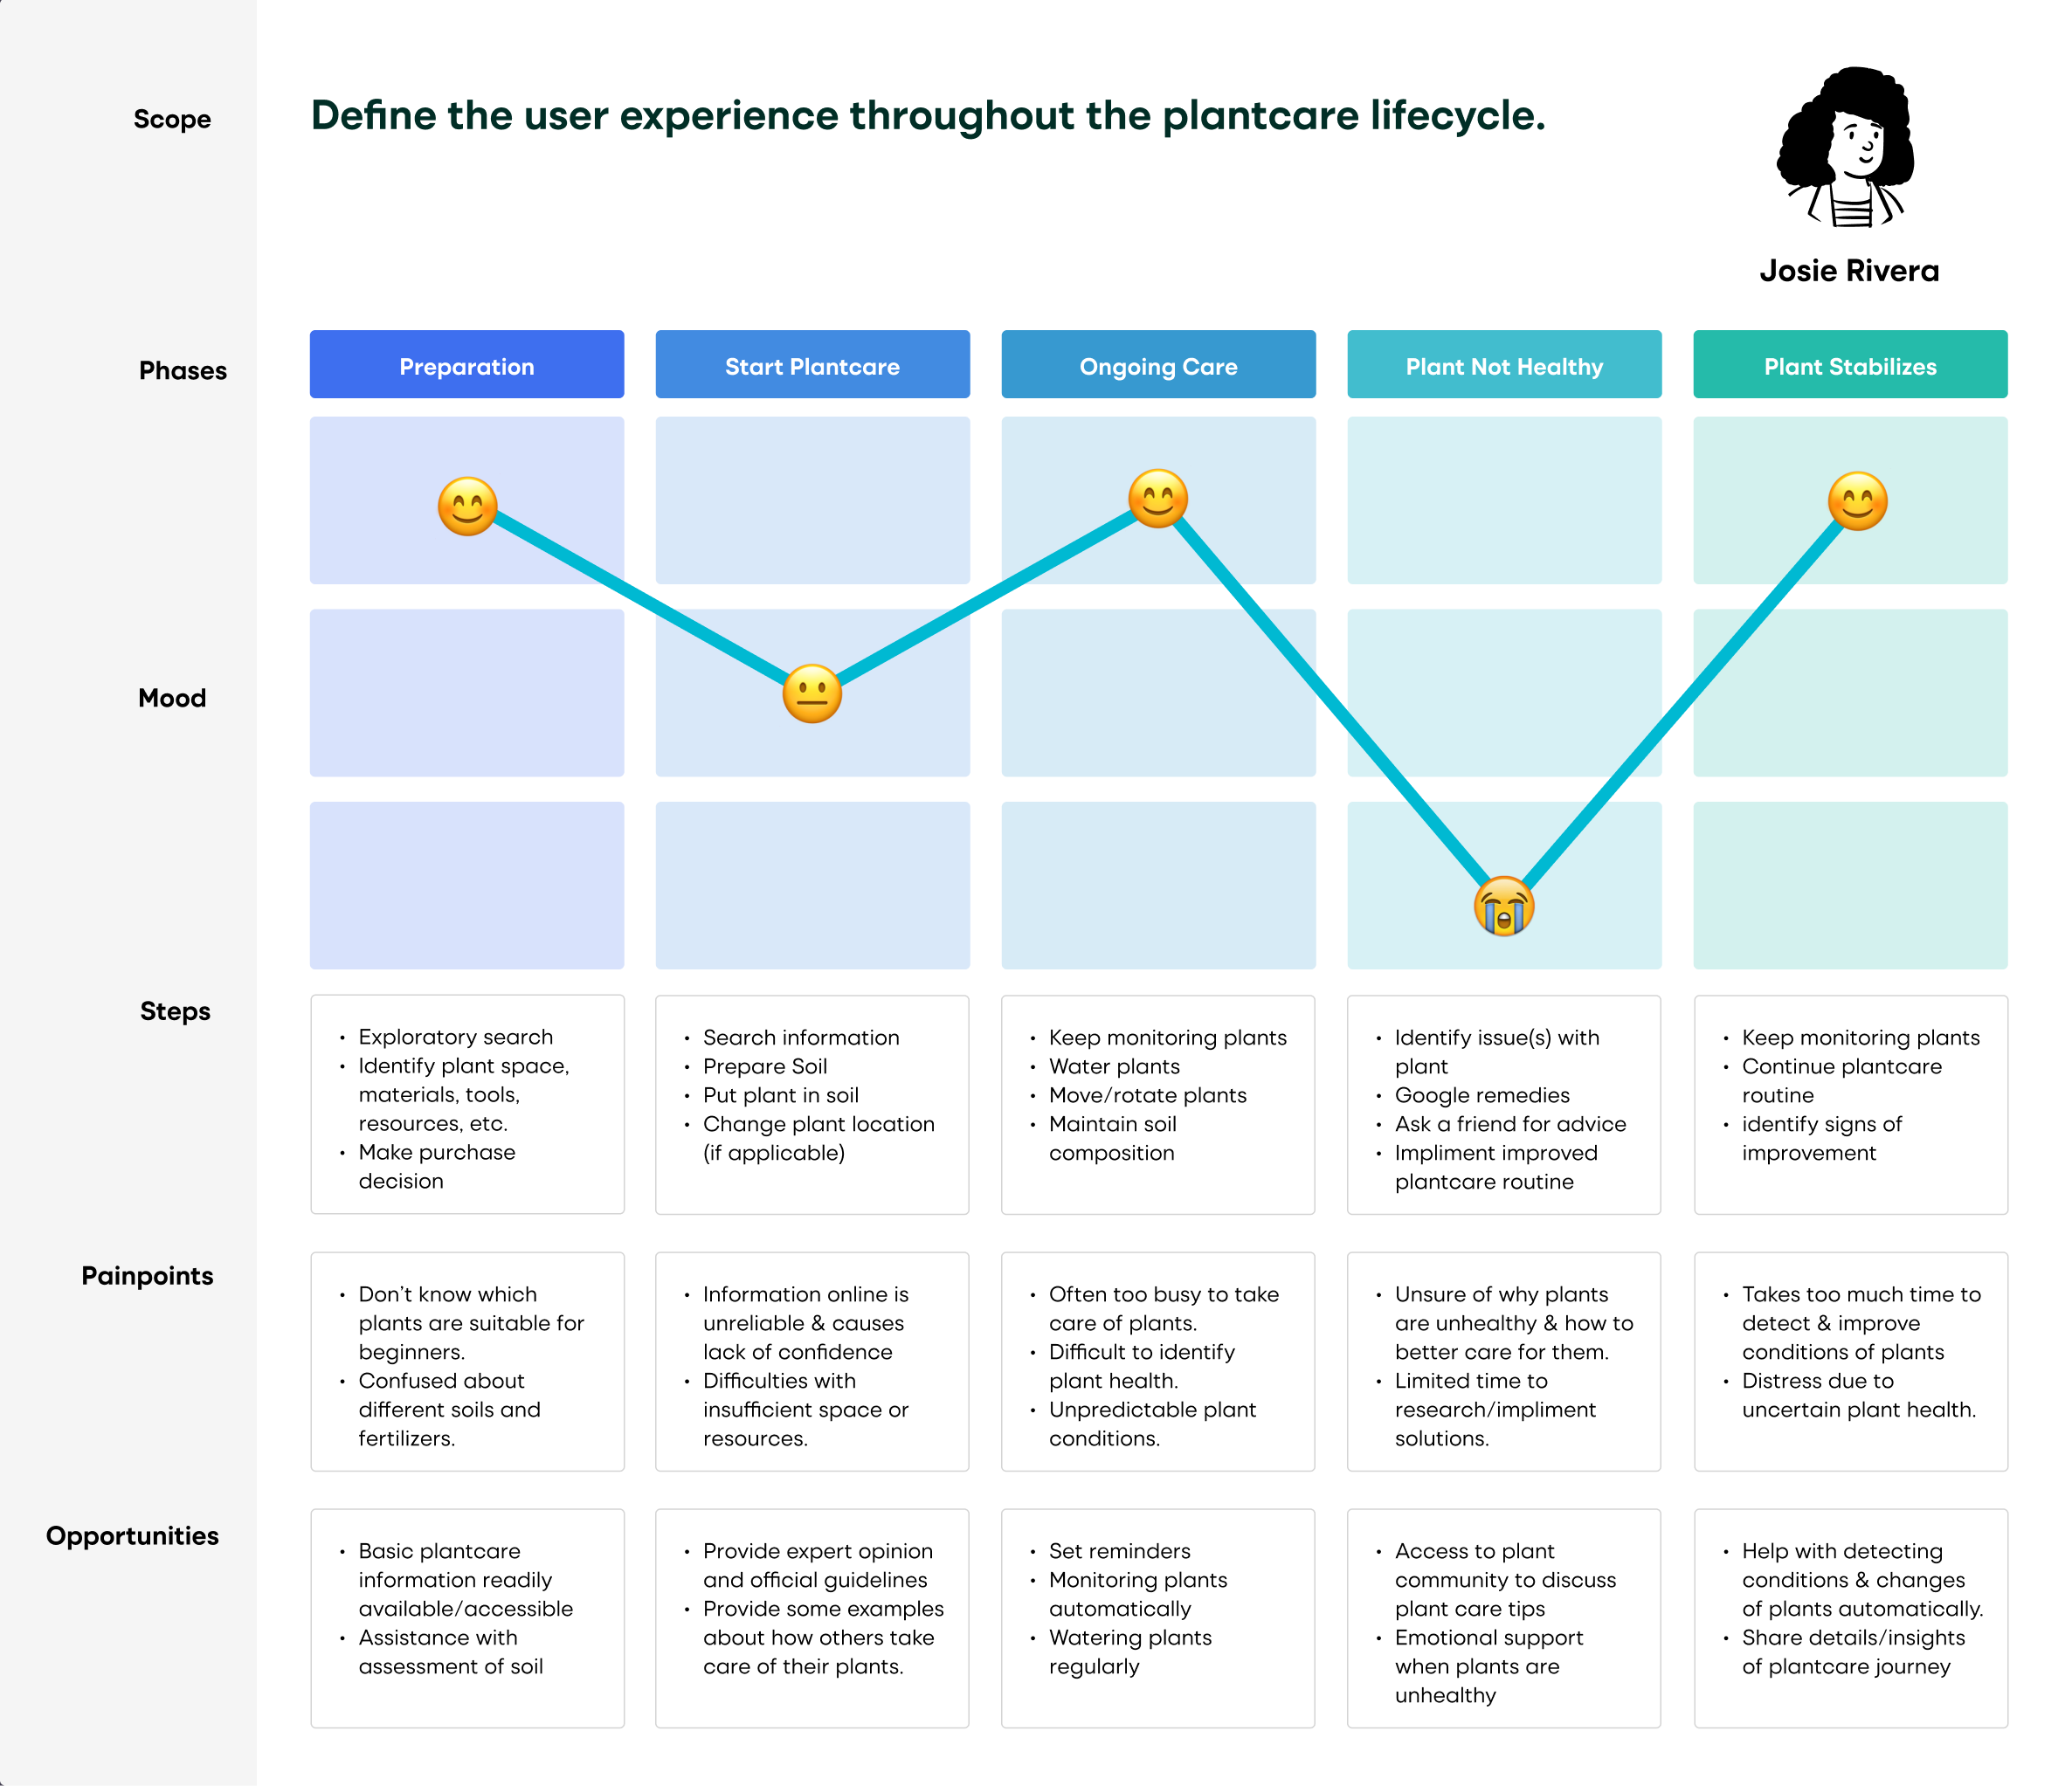 Scope
Define the user experience throughout the plantcare lifecycle.
Josie Rivera
Phases
Preparation
Start Plantcare
Ongoing Care
Plant Not Healthy
Plant Stabilizes
Mood
Steps
• Exploratory search
• Identify plant space,
materials, tools,
resources, etc.
• Make purchase
decision
• Search information
• Prepare Soil
• Put plant in soil
• Change plant location
(if applicable)
• Keep monitoring plants
• Water plants
• Move/rotate plants
• Maintain soil
composition
• Identify issue(s) with
plant
• Google remedies
• Ask a friend for advice
• Impliment improved
plantcare routine
• Keep monitoring plants
• Continue plantcare
routine
• identify signs of
improvement
Painpoints
• Don’t know which
plants are suitable for
beginners.
• Confused about
different soils and
fertilizers.
• Information online is
unreliable & causes
lack of confidence
• Difficulties with
insufficient space or
resources.
• Often too busy to take
care of plants.
• Difficult to identify
plant health.
• Unpredictable plant
conditions.
• Unsure of why plants
are unhealthy & how to
better care for them.
• Limited time to
research/impliment
solutions.
• Takes too much time to
detect & improve
conditions of plants
• Distress due to
uncertain plant health.
Opportunities
• Basic plantcare
information readily
available/accessible
• Assistance with
assessment of soil
• Provide expert opinion
and official guidelines
• Provide some examples
about how others take
care of their plants.
• Set reminders
• Monitoring plants
automatically
• Watering plants
regularly
• Access to plant
community to discuss
plant care tips
• Emotional support
when plants are
unhealthy
• Help with detecting
conditions & changes
of plants automatically.
• Share details/insights
of plantcare journey